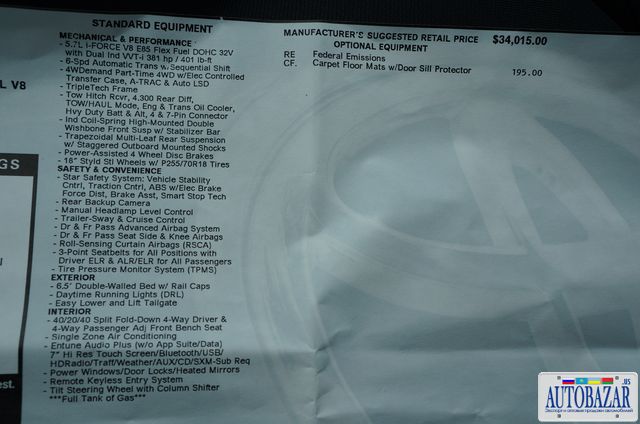 STANDARD EQUIPMENT
MECHANICAL & PERFORMANCE
- 5.7L I-FORCE V8 E85 Flex Fuel DOHC 32V
with Dual Ind VVT-i 381 hp / 401 lb-ft
- 6-Spd Automatic Trans w/Sequential Shift
- 4WDemand Part-Time 4WD w/Elec Controlled
Transfer Case, A-TRAC & Auto LSD
- TripleTech Frame
- Tow Hitch Rcvr, 4.300 Rear Diff,
TOW/HAUL Mode, Eng & Trans Oil Cooler,
Hvy Duty Batt & Alt, 4 & 7-Pin Connector
- Ind Coil-Spring High-Mounted Double
Wishbone Front Susp w/ Stabilizer Bar
- Trapezoidal Multi-Leaf Rear Suspension
w/ Staggered Outboard Mounted Shocks
- Power-Assisted 4 Wheel Disc Brakes
- 18" Styld Stl Wheels w/ P255/70R18 Tires
SAFETY & CONVENIENCE
- Star Safety System: Vehicle Stability
Cntrl, Traction Cntrl, ABS w/Elec Brake
Force Dist, Brake Asst, Smart Stop Tech
- Rear Backup Camera
- Manual Headlamp Level Control
- Trailer-Sway & Cruise Control
- Dr & Fr Pass Advanced Airbag System
- Dr & Fr Pass Seat Side & Knee Airbags
- Roll-Sensing Curtain Airbags (RSCA)
- 3-Point Seatbelts for All Positions with
Driver ELR & ALR/ELR for All Passengers
- Tire Pressure Monitor System (TPMS)
EXTERIOR
- 6.5' Double-Walled Bed w/ Rail Caps
- Daytime Running Lights (DRL)
- Easy Lower and Lift Tailgate
INTERIOR
- 40/20/40 Split Fold-Down 4-Way Driver &
4-Way Passenger Adj Front Bench Seat
- Single Zone Air Conditioning
- Entune Audio Plus (w/o App Suite/Data)
7" Hi Res Touch Screen/Bluetooth/USB/
HDRadio/Traff/Weather/AUX/CD/SXM-Sub Req
- Power Windows/Door Locks/Heated Mirrors
- Remote Keyless Entry System
- Tilt Steering Wheel with Column Shifter
***Full Tank of Gas***
MANUFACTURER'S SUGGESTED RETAIL PRICE $34,015.00
OPTIONAL EQUIPMENT
RE Federal Emissions
CF. Carpet Floor Mats w/Door Sill Protector 195.00
L V8
GS
est.
AUTOBAZAR.US
Экспорт и оптовые продажи автомобилей